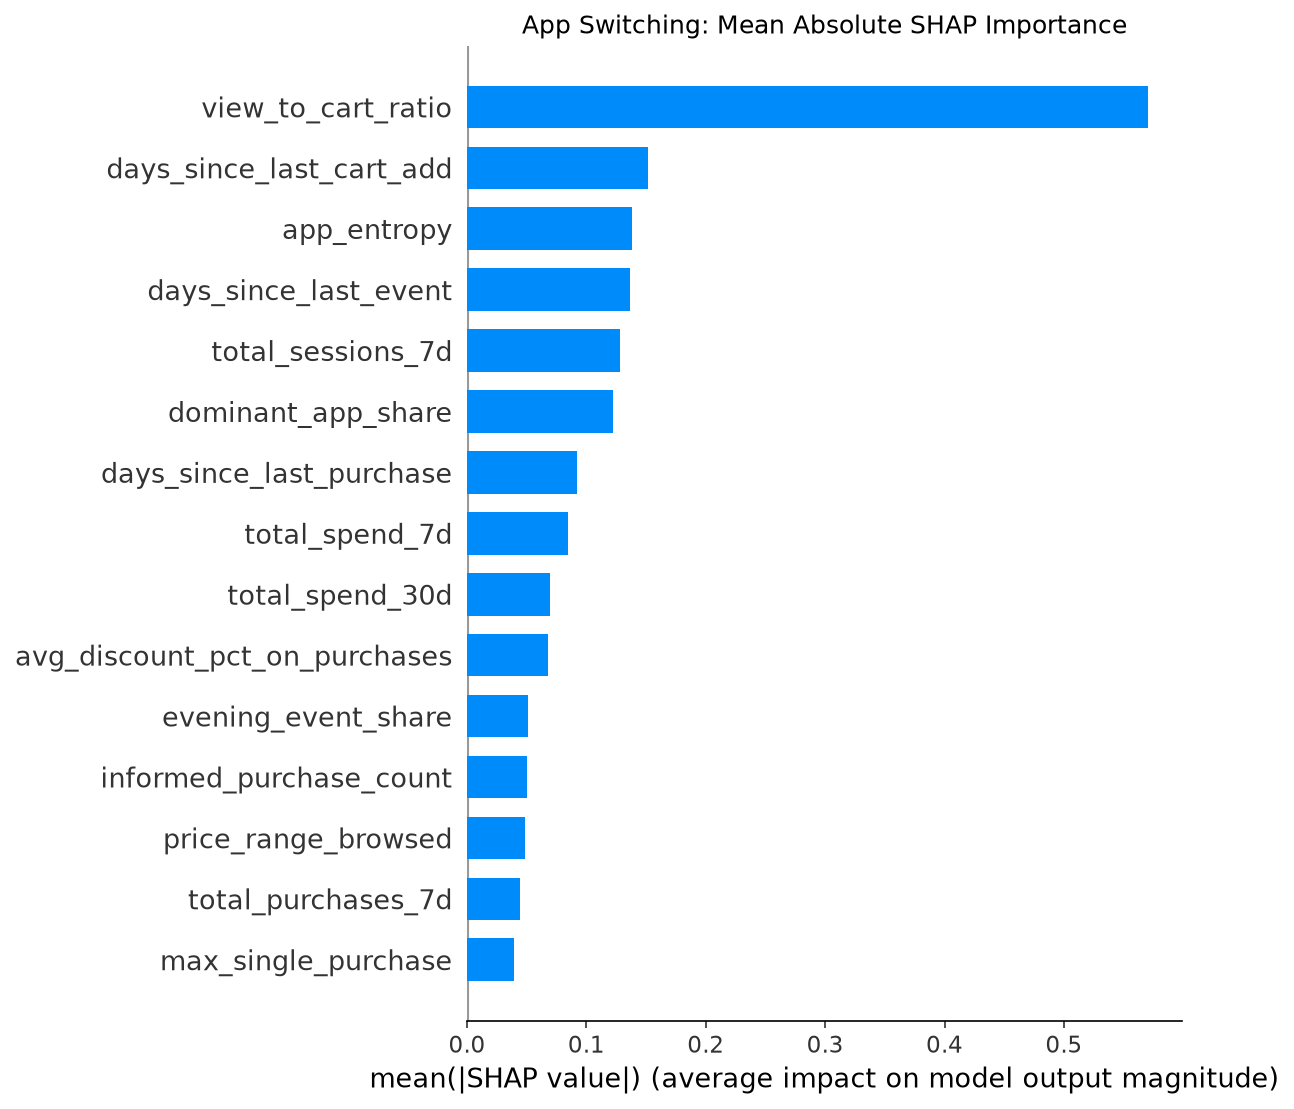 App Switching: Mean Absolute SHAP Importance
view_to_cart_ratio
days_since_last_cart_add
app_entropy
days_since_last_event
total_sessions_7d
dominant_app_share
days_since_last_purchase
total_spend_7d
total_spend_30d
avg_discount_pct_on_purchases
evening_event_share
informed_purchase_count
price_range_browsed
total_purchases_7d
max_single_purchase
0.0 0.1 0.2 0.3 0.4 0.5
mean(|SHAP value|) (average impact on model output magnitude)